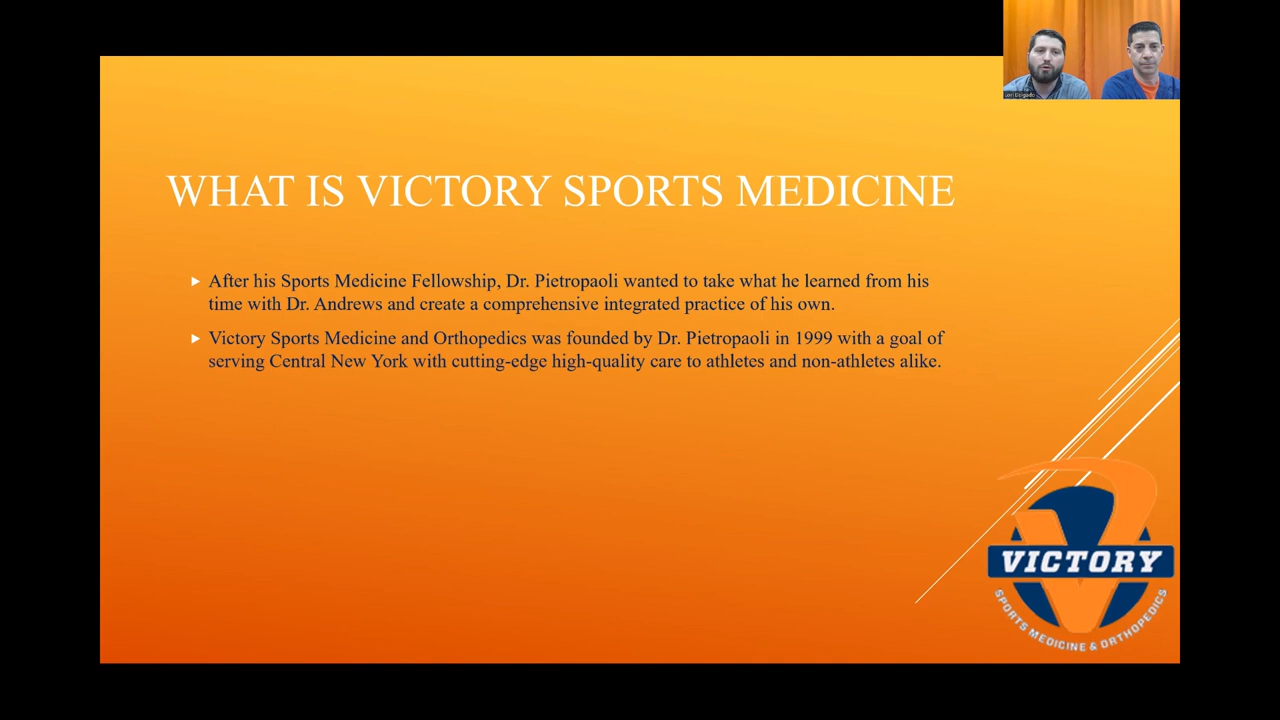 Lori Delgado
WHAT IS VICTORY SPORTS MEDICINE
After his Sports Medicine Fellowship, Dr. Pietropaoli wanted to take what he learned from his
time with Dr. Andrews and create a comprehensive integrated practice of his own.
Victory Sports Medicine and Orthopedics was founded by Dr. Pietropaoli in 1999 with a goal of
serving Central New York with cutting-edge high-quality care to athletes and non-athletes alike.
VICTORY
SPORTS MEDICINE & ORTHOPEDICS